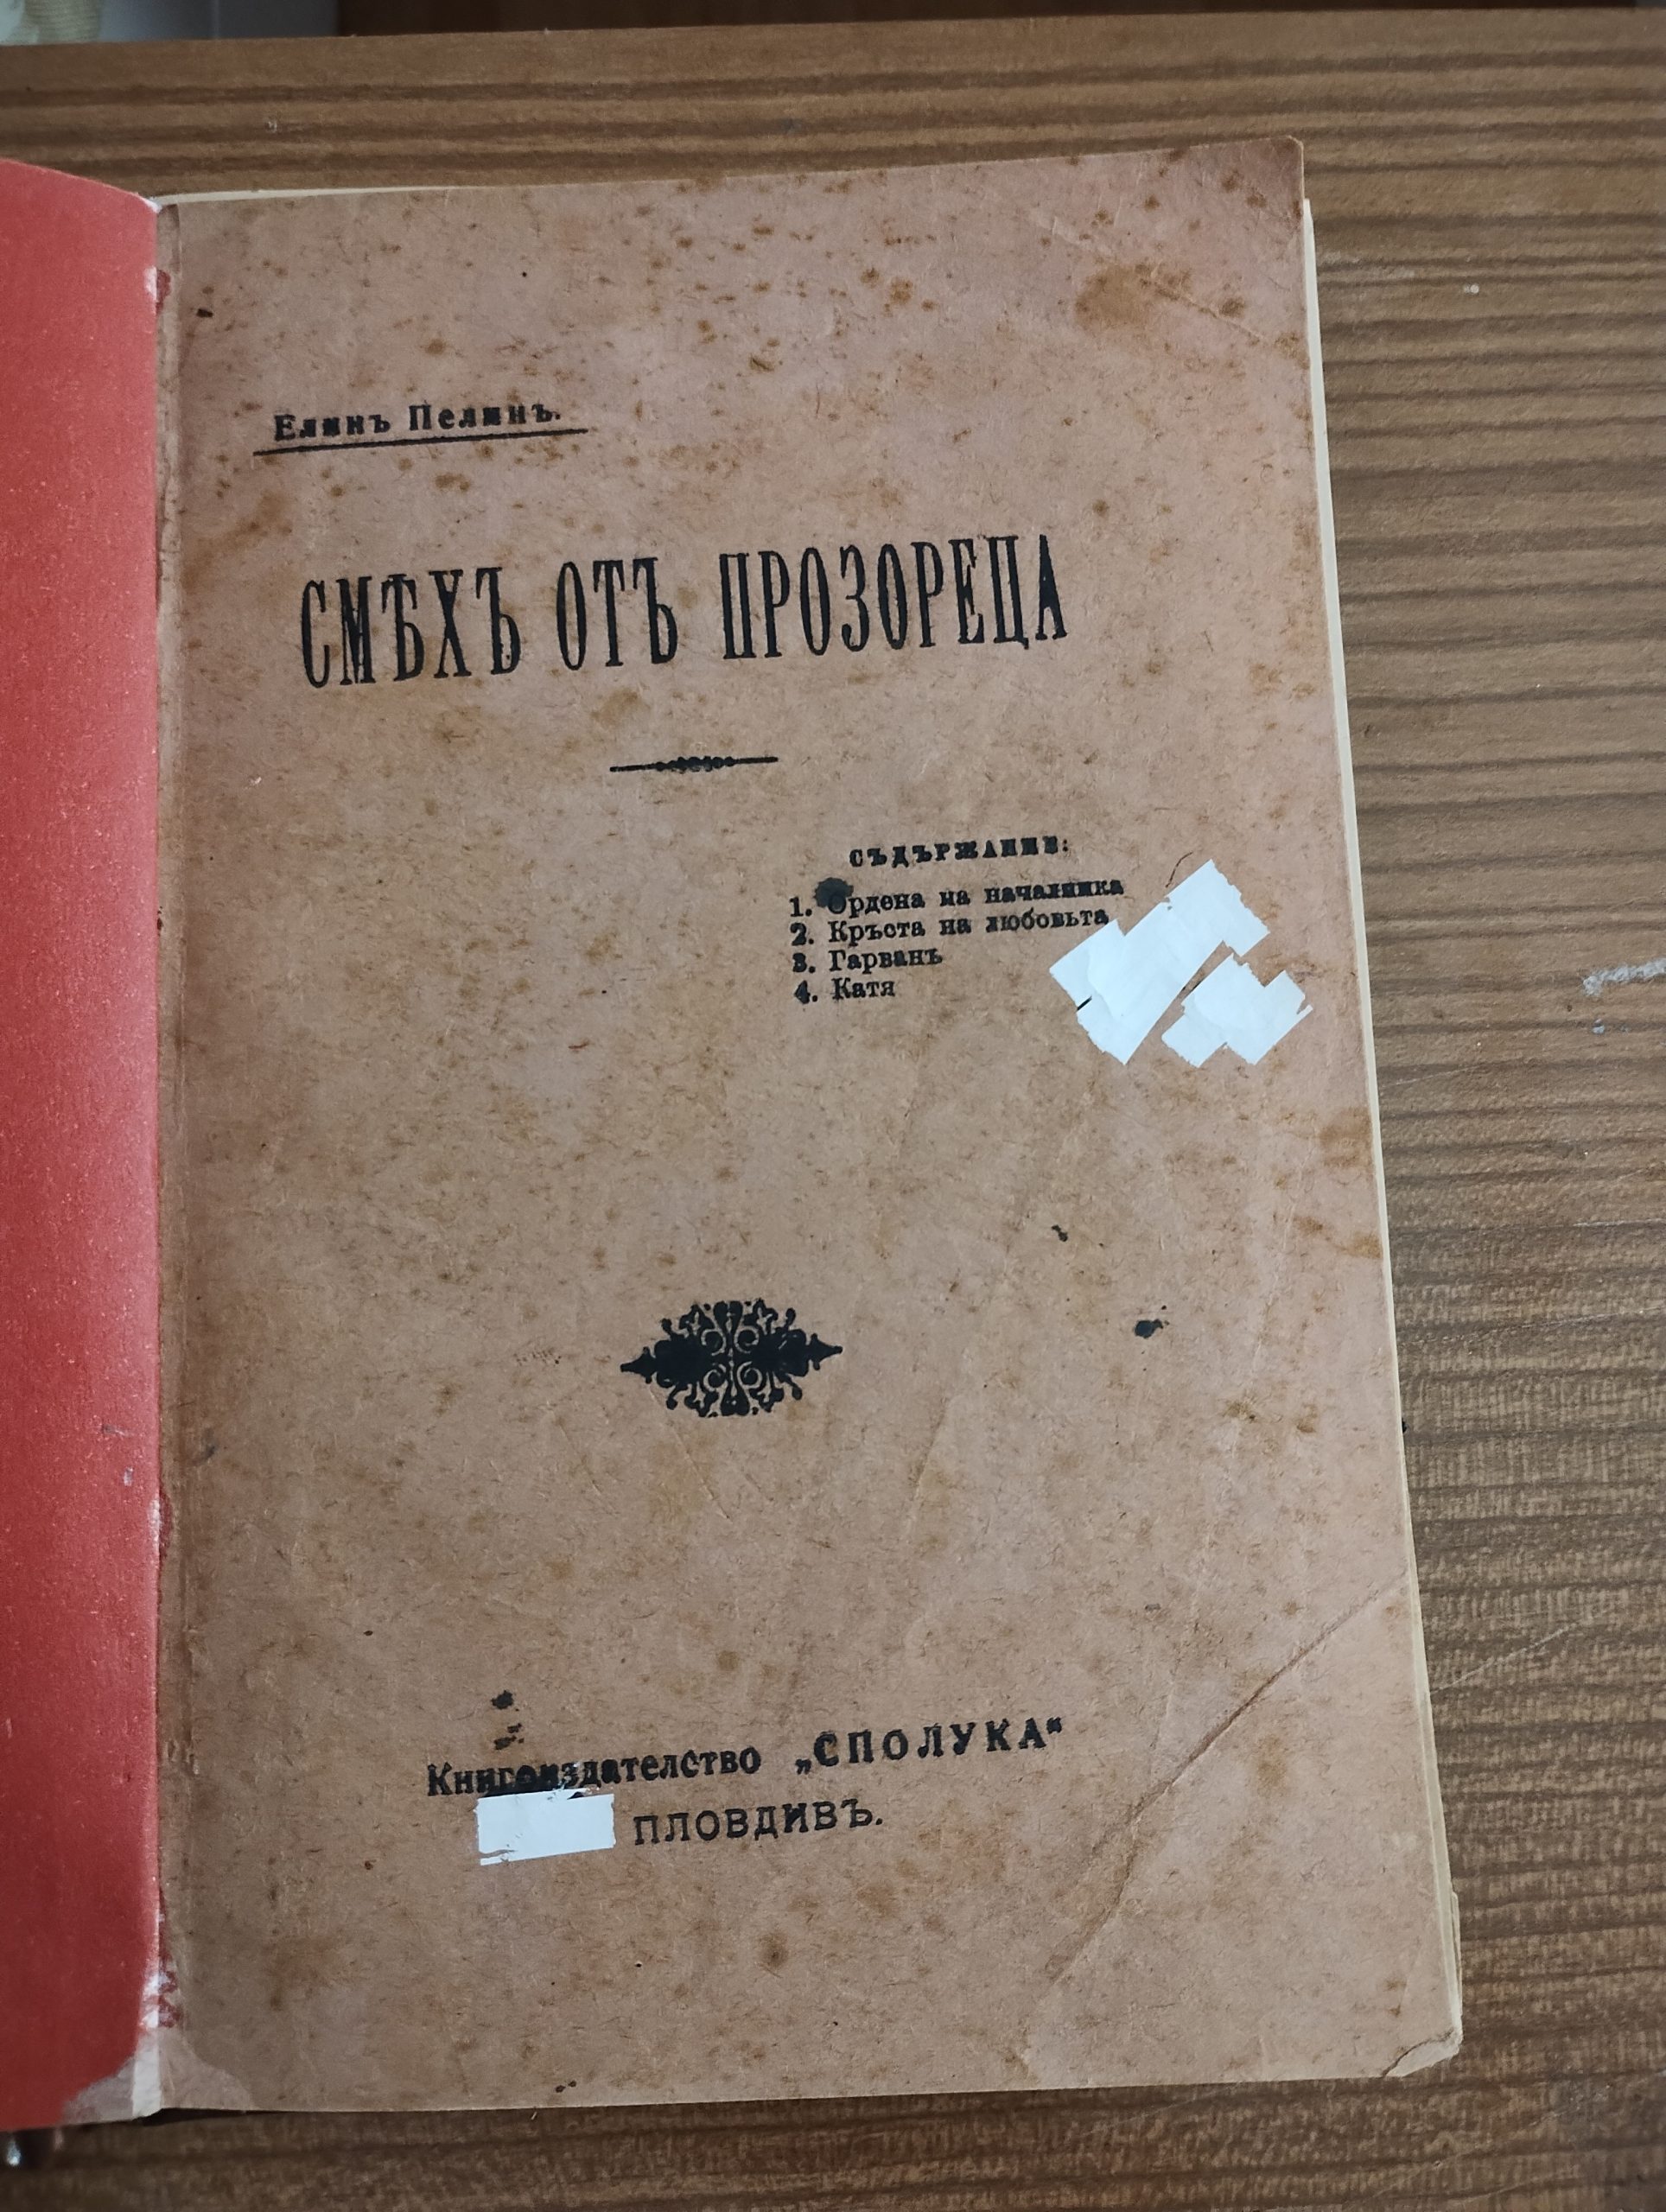 Елинъ Пелинъ.
СМѢХЪ ОТЪ ПРОЗОРЕЦА
СЪДЪРЖАНИЕ:
1. Ордена на началника
2. Кръста на любовьта
3. Гарванъ
4. Катя
Книгоиздателство „СПОЛУКА“
ПЛОВДИВЪ.